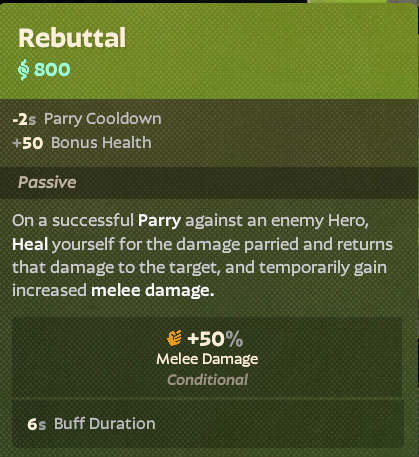 Rebuttal
800
-2s Parry Cooldown
+50 Bonus Health
Passive
On a successful Parry against an enemy Hero,
Heal yourself for the damage parried and returns
that damage to the target, and temporarily gain
increased melee damage.
+50%
Melee Damage
Conditional
6s Buff Duration